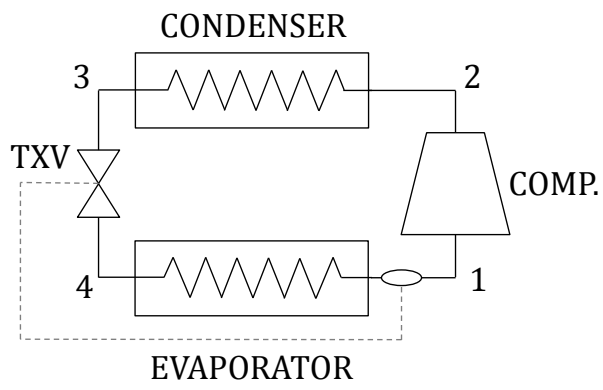 CONDENSER
3
2
TXV
COMP.
4
1
EVAPORATOR